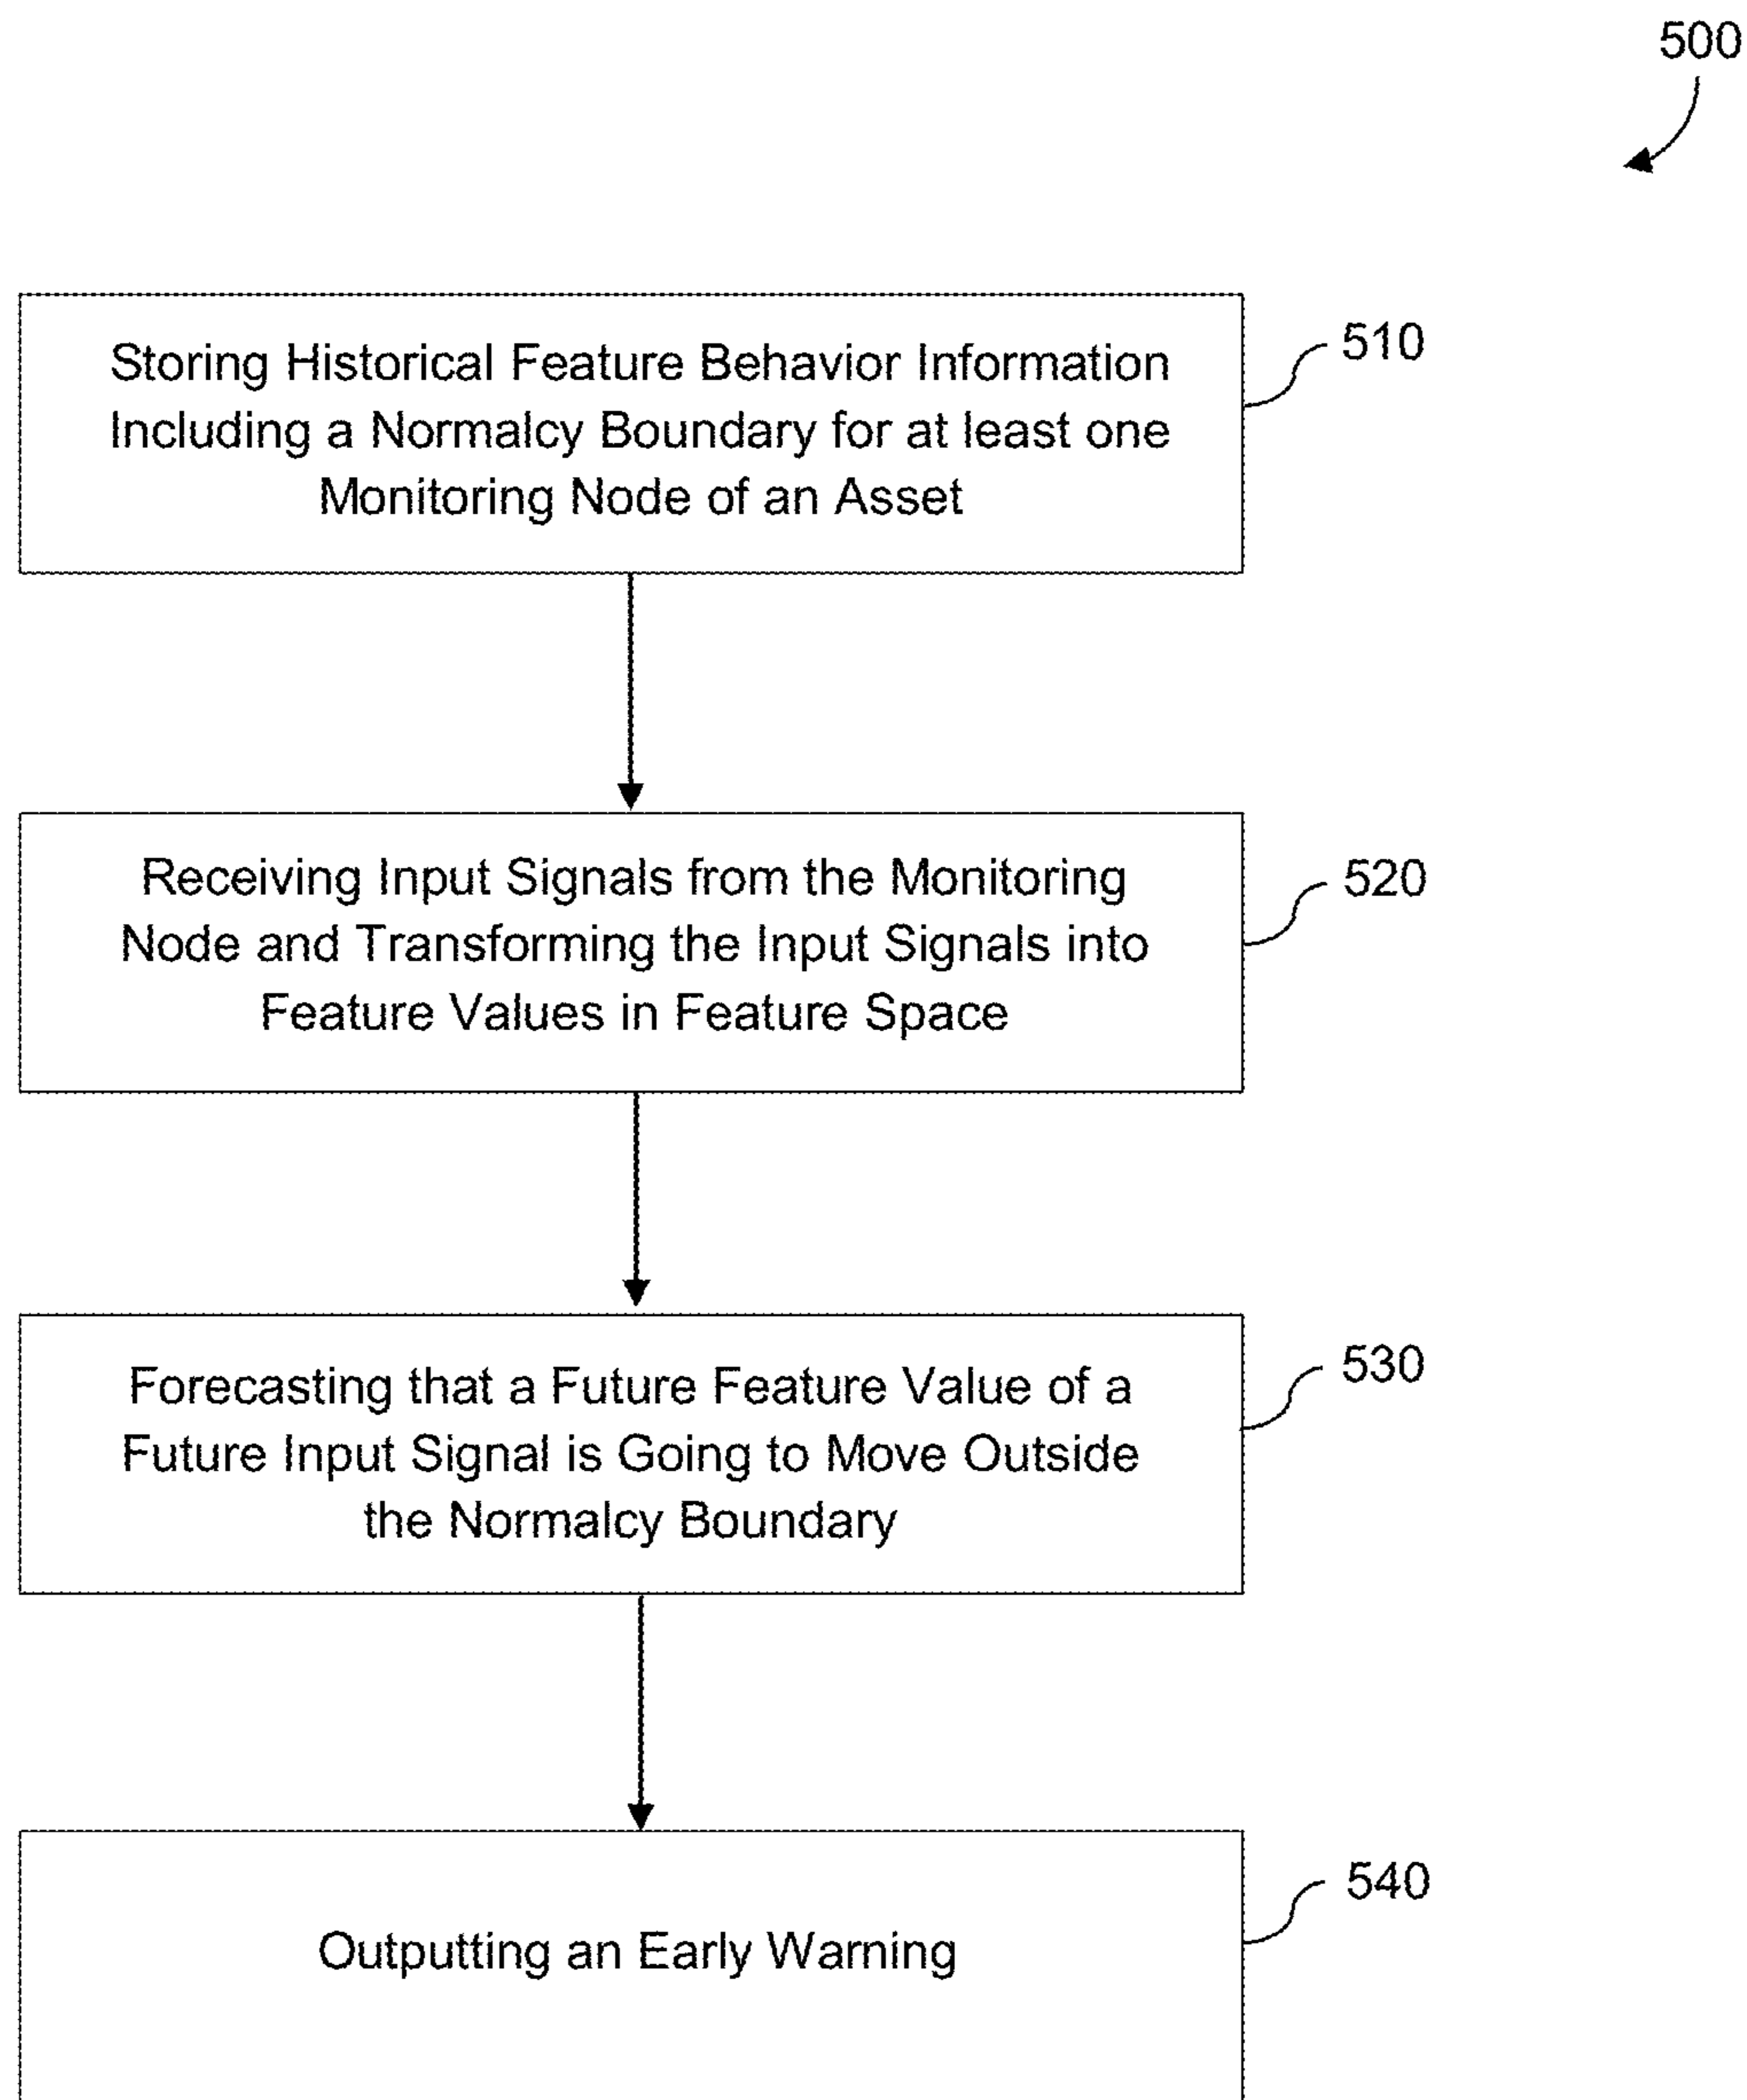 500
Storing Historical Feature Behavior Information
Including a Normalcy Boundary for at least one
Monitoring Node of an Asset
510
Receiving Input Signals from the Monitoring
Node and Transforming the Input Signals into
Feature Values in Feature Space
520
Forecasting that a Future Feature Value of a
Future Input Signal is Going to Move Outside
the Normalcy Boundary
530
Outputting an Early Warning
540